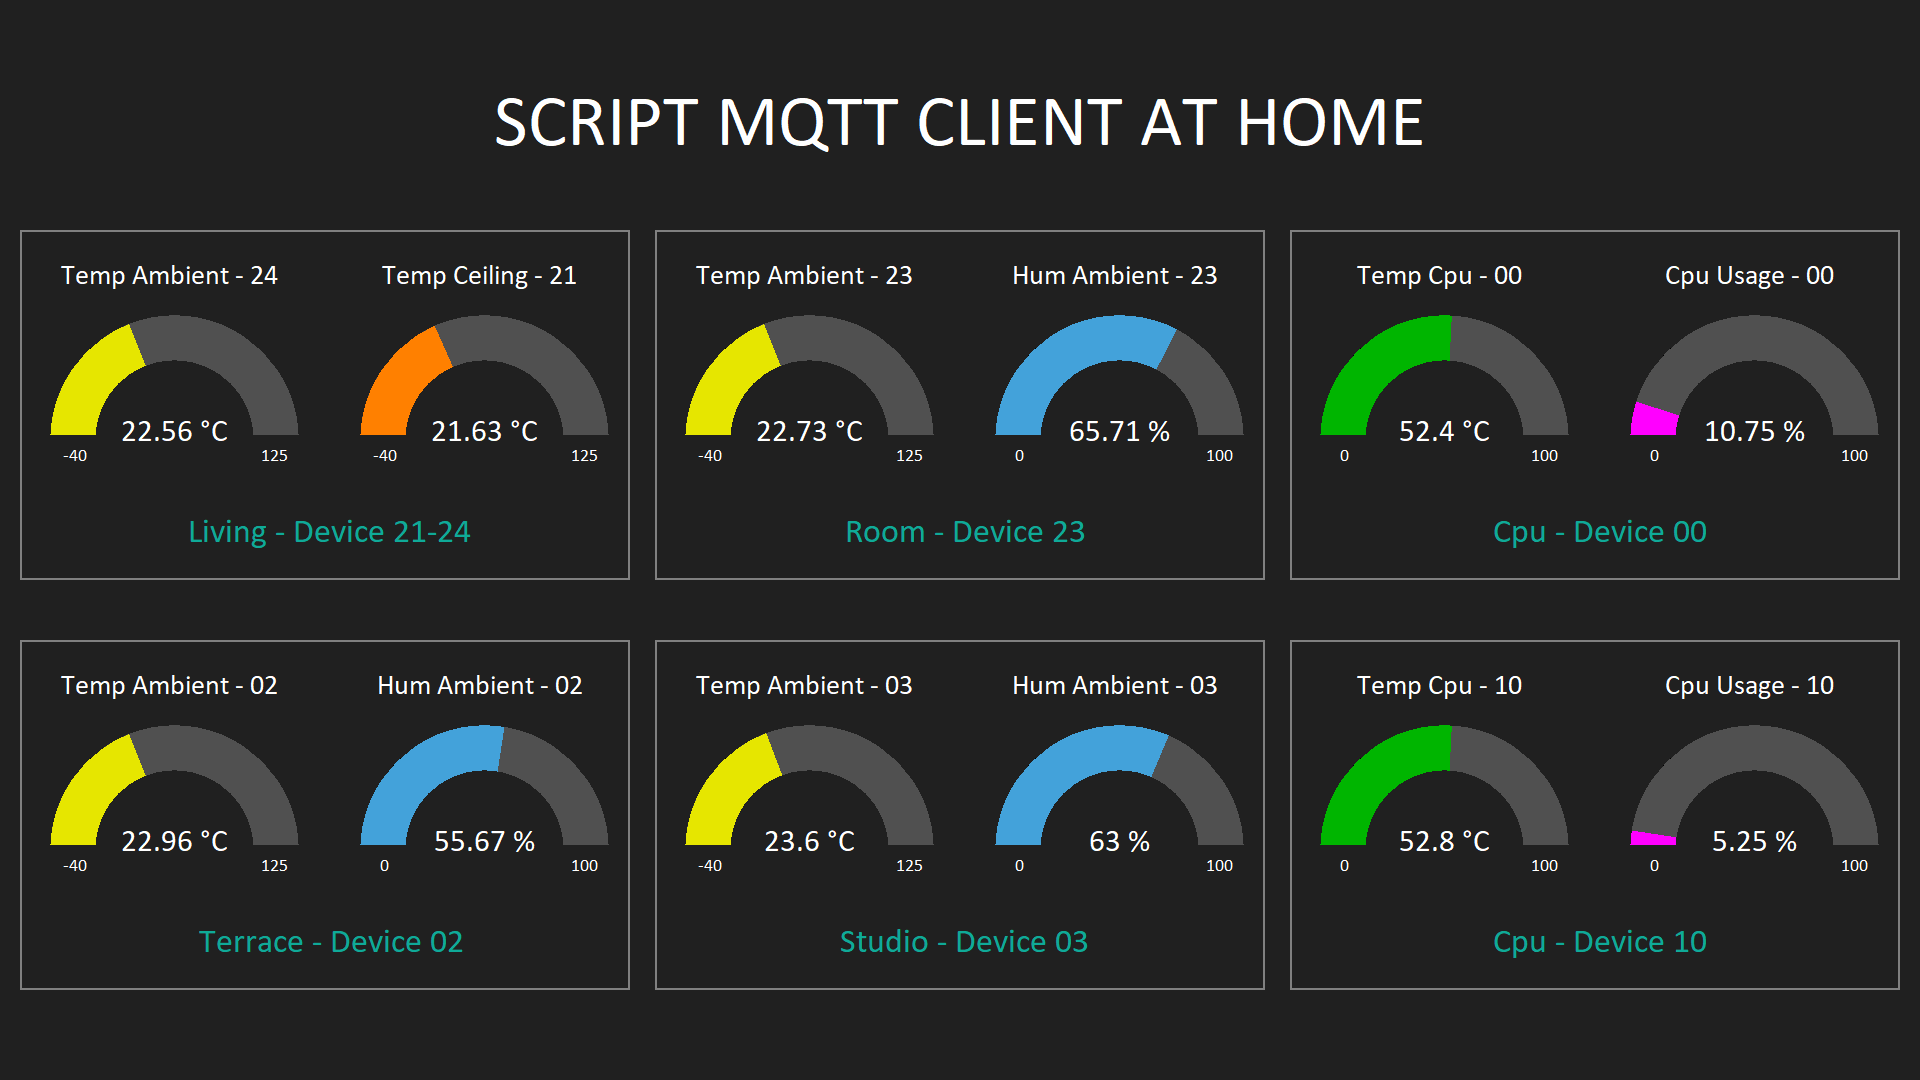 SCRIPT MQTT CLIENT AT HOME
Temp Ambient - 24
Temp Ceiling - 21
22.56 °C
21.63 °C
-40
125
-40
125
Living - Device 21-24
Temp Ambient - 23
Hum Ambient - 23
22.73 °C
65.71 %
-40
125
0
100
Room - Device 23
Temp Cpu - 00
Cpu Usage - 00
52.4 °C
10.75 %
0
100
0
100
Cpu - Device 00
Temp Ambient - 02
Hum Ambient - 02
22.96 °C
55.67 %
-40
125
0
100
Terrace - Device 02
Temp Ambient - 03
Hum Ambient - 03
23.6 °C
63 %
-40
125
0
100
Studio - Device 03
Temp Cpu - 10
Cpu Usage - 10
52.8 °C
5.25 %
0
100
0
100
Cpu - Device 10